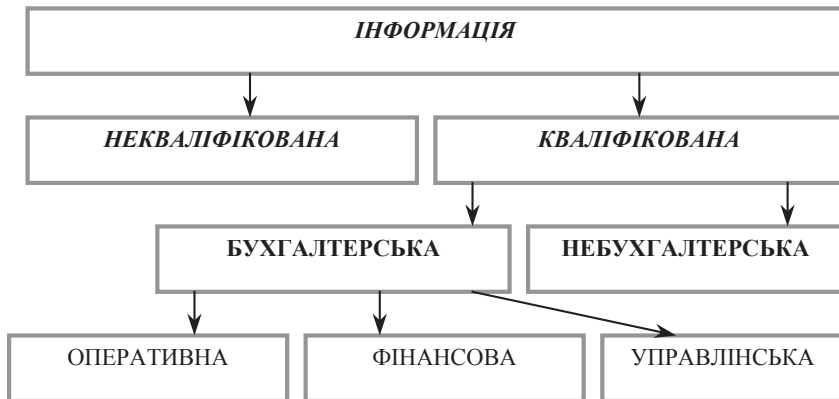 ІНФОРМАЦІЯ
НЕКВАЛІФІКОВАНА
КВАЛІФІКОВАНА
БУХГАЛТЕРСЬКА
НЕБУХГАЛТЕРСЬКА
ОПЕРАТИВНА
ФІНАНСОВА
УПРАВЛІНСЬКА